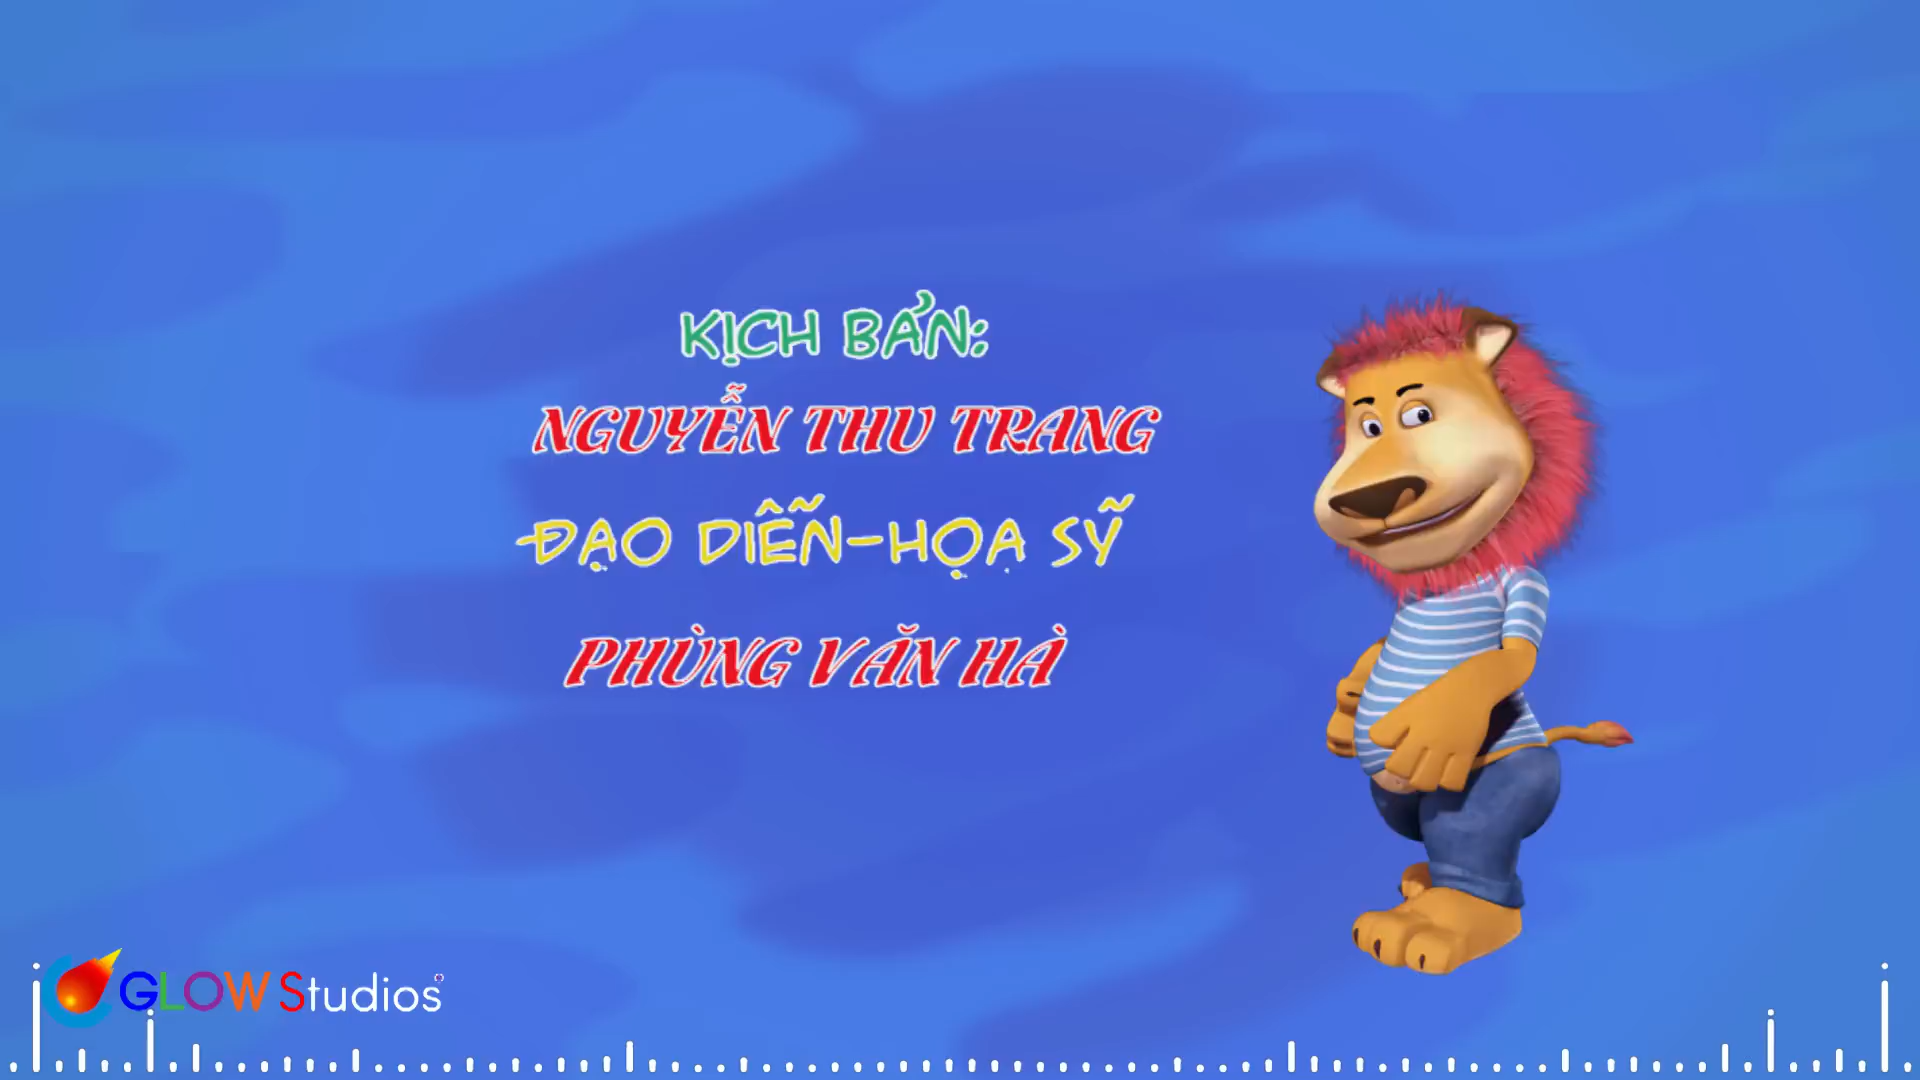 KỊCH BẢN:
NGUYỄN THU TRANG
ĐẠO DIỄN-HỌA SỸ
PHÙNG VĂN HÀ
GLOW Studios